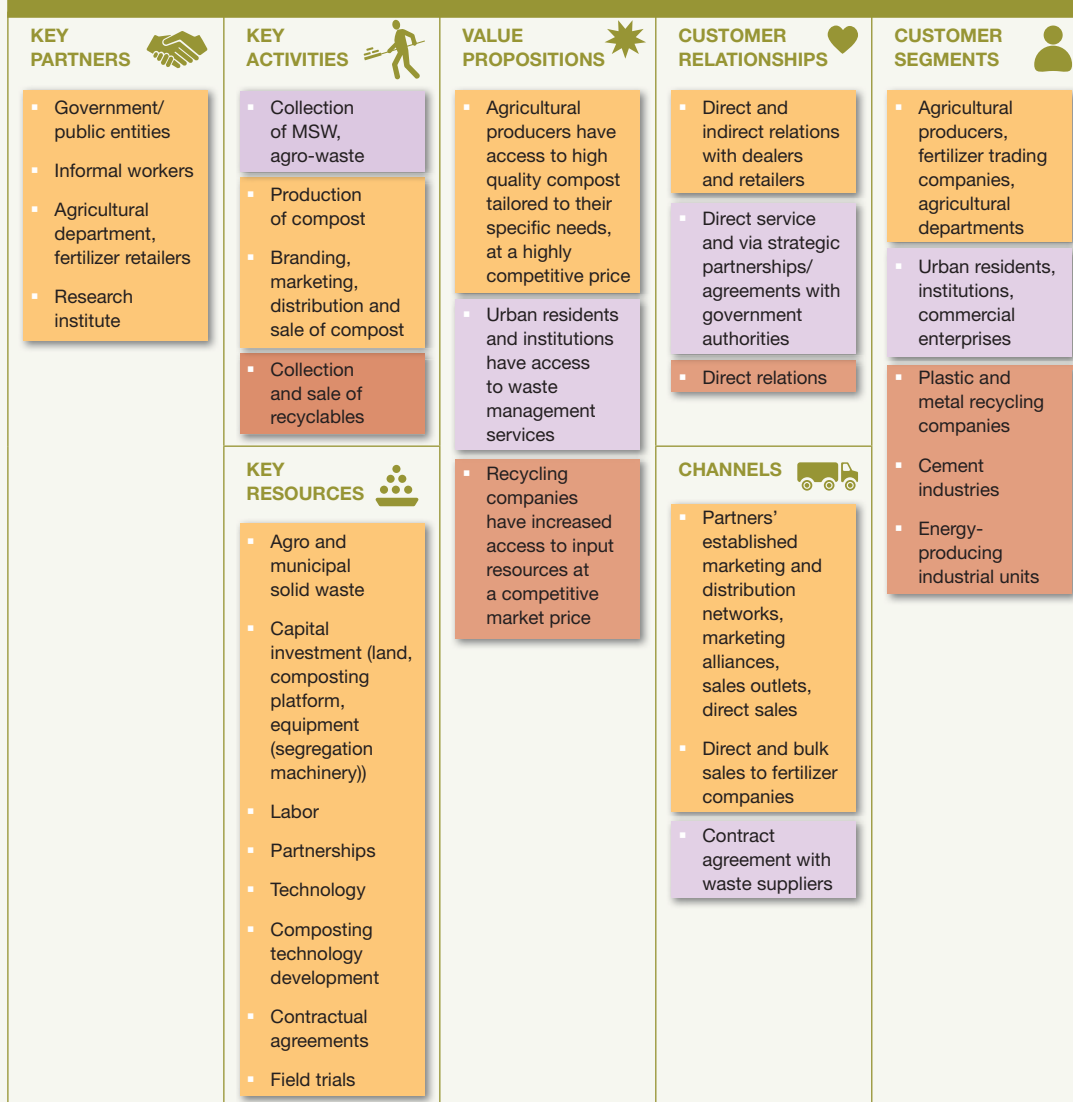 KEY
PARTNERS
Government/
public entities
Informal workers
Agricultural
department,
fertilizer retailers
Research
institute
KEY
ACTIVITIES
Collection
of MSW,
agro-waste
Production
of compost
Branding,
marketing,
distribution and
sale of compost
Collection
and sale of
recyclables
KEY
RESOURCES
Agro and
municipal
solid waste
Capital
investment (land,
composting
platform,
equipment
(segregation
machinery))
Labor
Partnerships
Technology
Composting
technology
development
Contractual
agreements
Field trials
VALUE
PROPOSITIONS
Agricultural
producers have
access to high
quality compost
tailored to their
specific needs,
at a highly
competitive price
Urban residents
and institutions
have access
to waste
management
services
Recycling
companies
have increased
access to input
resources at
a competitive
market price
CUSTOMER
RELATIONSHIPS
Direct and
indirect relations
with dealers
and retailers
Direct service
and via strategic
partnerships/
agreements with
government
authorities
Direct relations
CHANNELS
Partners’
established
marketing and
distribution
networks,
marketing
alliances,
sales outlets,
direct sales
Direct and bulk
sales to fertilizer
companies
Contract
agreement with
waste suppliers
CUSTOMER
SEGMENTS
Agricultural
producers,
fertilizer trading
companies,
agricultural
departments
Urban residents,
institutions,
commercial
enterprises
Plastic and
metal recycling
companies
Cement
industries
Energy-
producing
industrial units